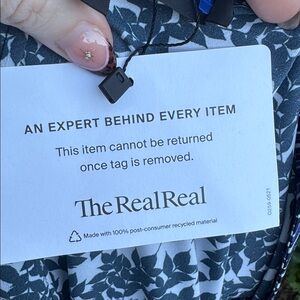 AN EXPERT BEHIND EVERY ITEM
This item cannot be returned
once tag is removed.
The RealReal
Made with 100% post-consumer recycled material